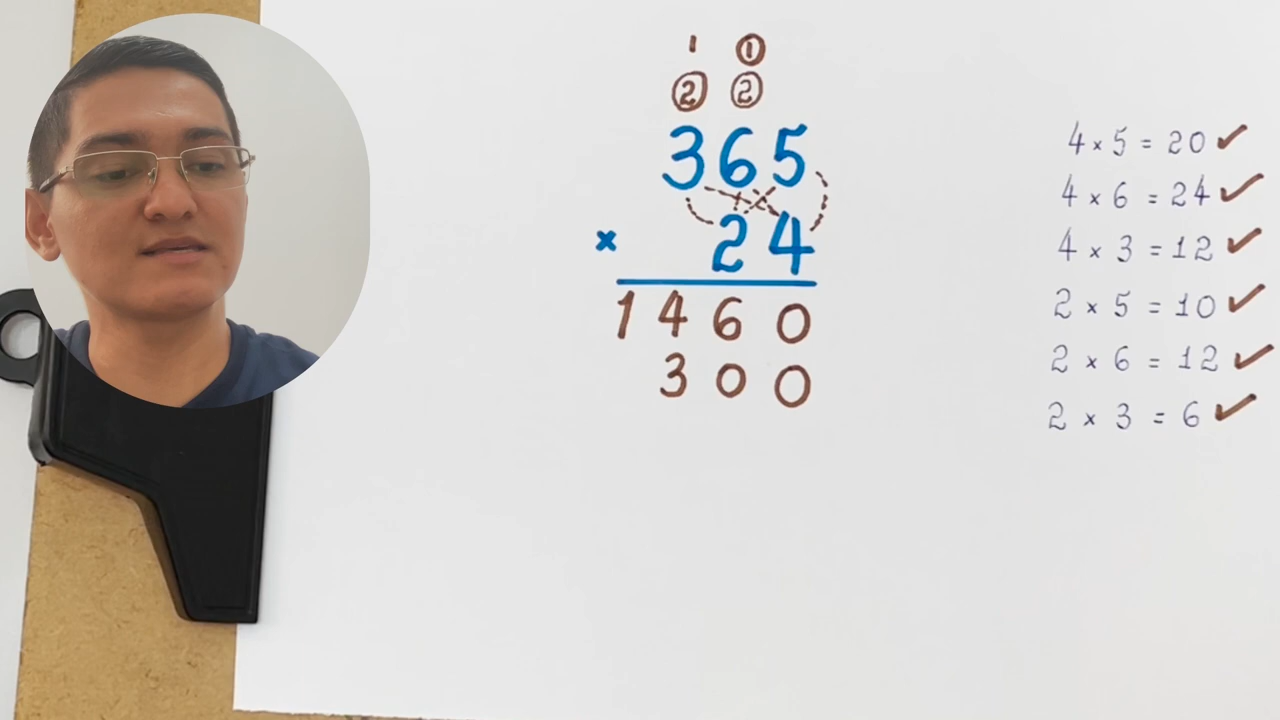 1 1
2 2
365
× 24
1460
300
4 × 5 = 20 ✓
4 × 6 = 24 ✓
4 × 3 = 12 ✓
2 × 5 = 10 ✓
2 × 6 = 12 ✓
2 × 3 = 6 ✓